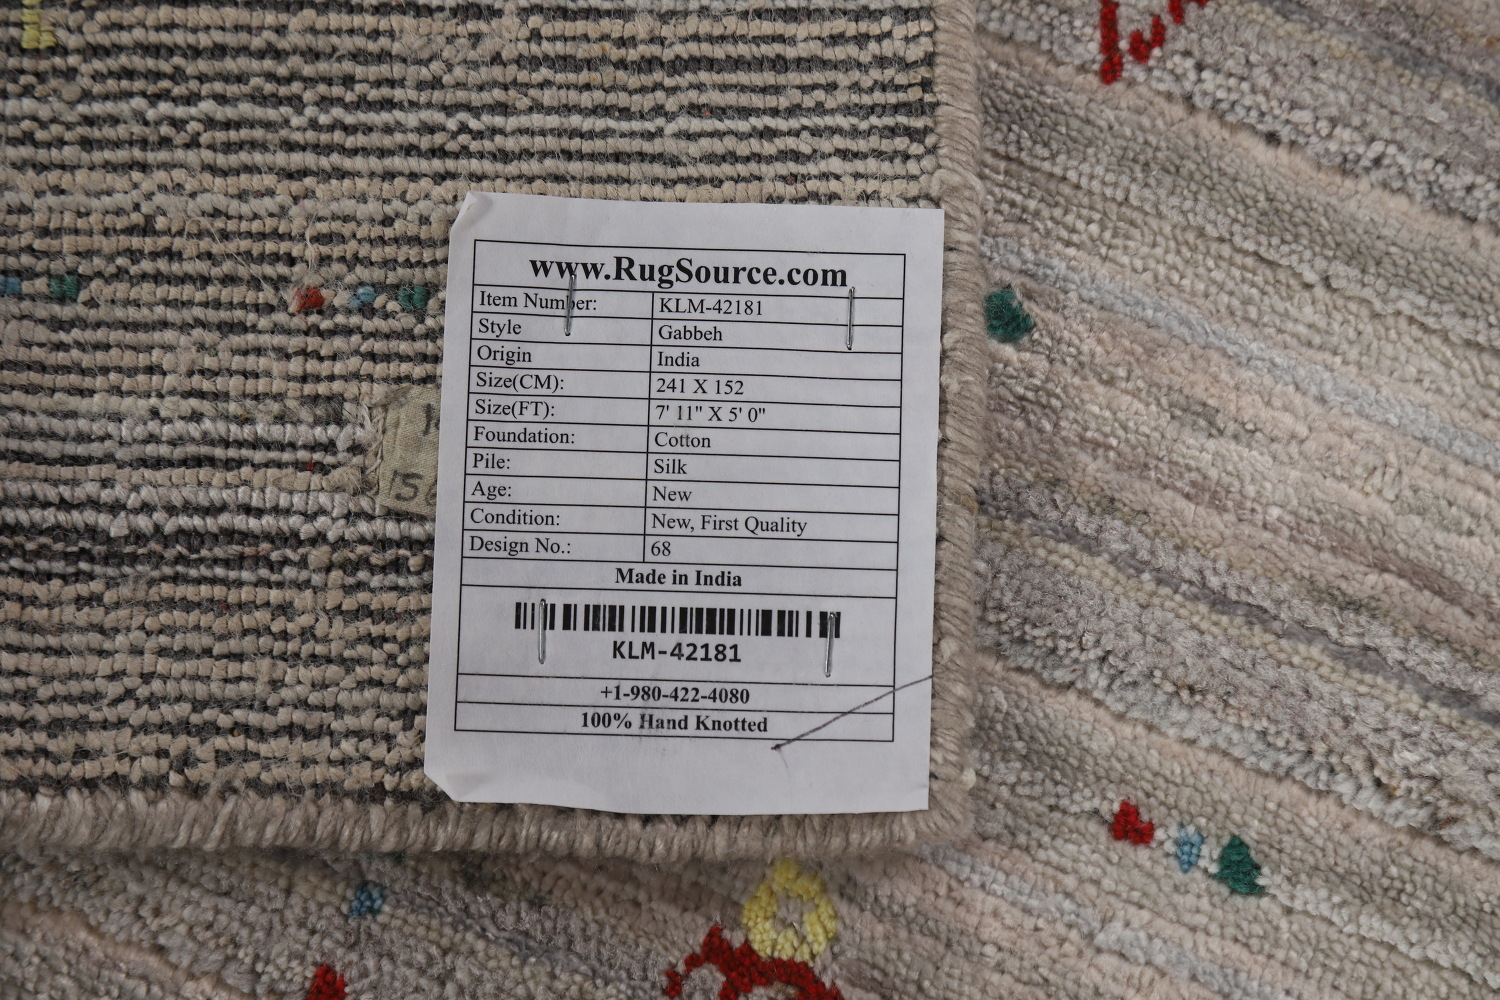 www.RugSource.com
Item Number: KLM-42181
Style Gabbeh
Origin India
Size(CM): 241 X 152
Size(FT): 7' 11" X 5' 0"
Foundation: Cotton
Pile: Silk
Age: New
Condition: New, First Quality
Design No.: 68
Made in India
KLM-42181
+1-980-422-4080
100% Hand Knotted